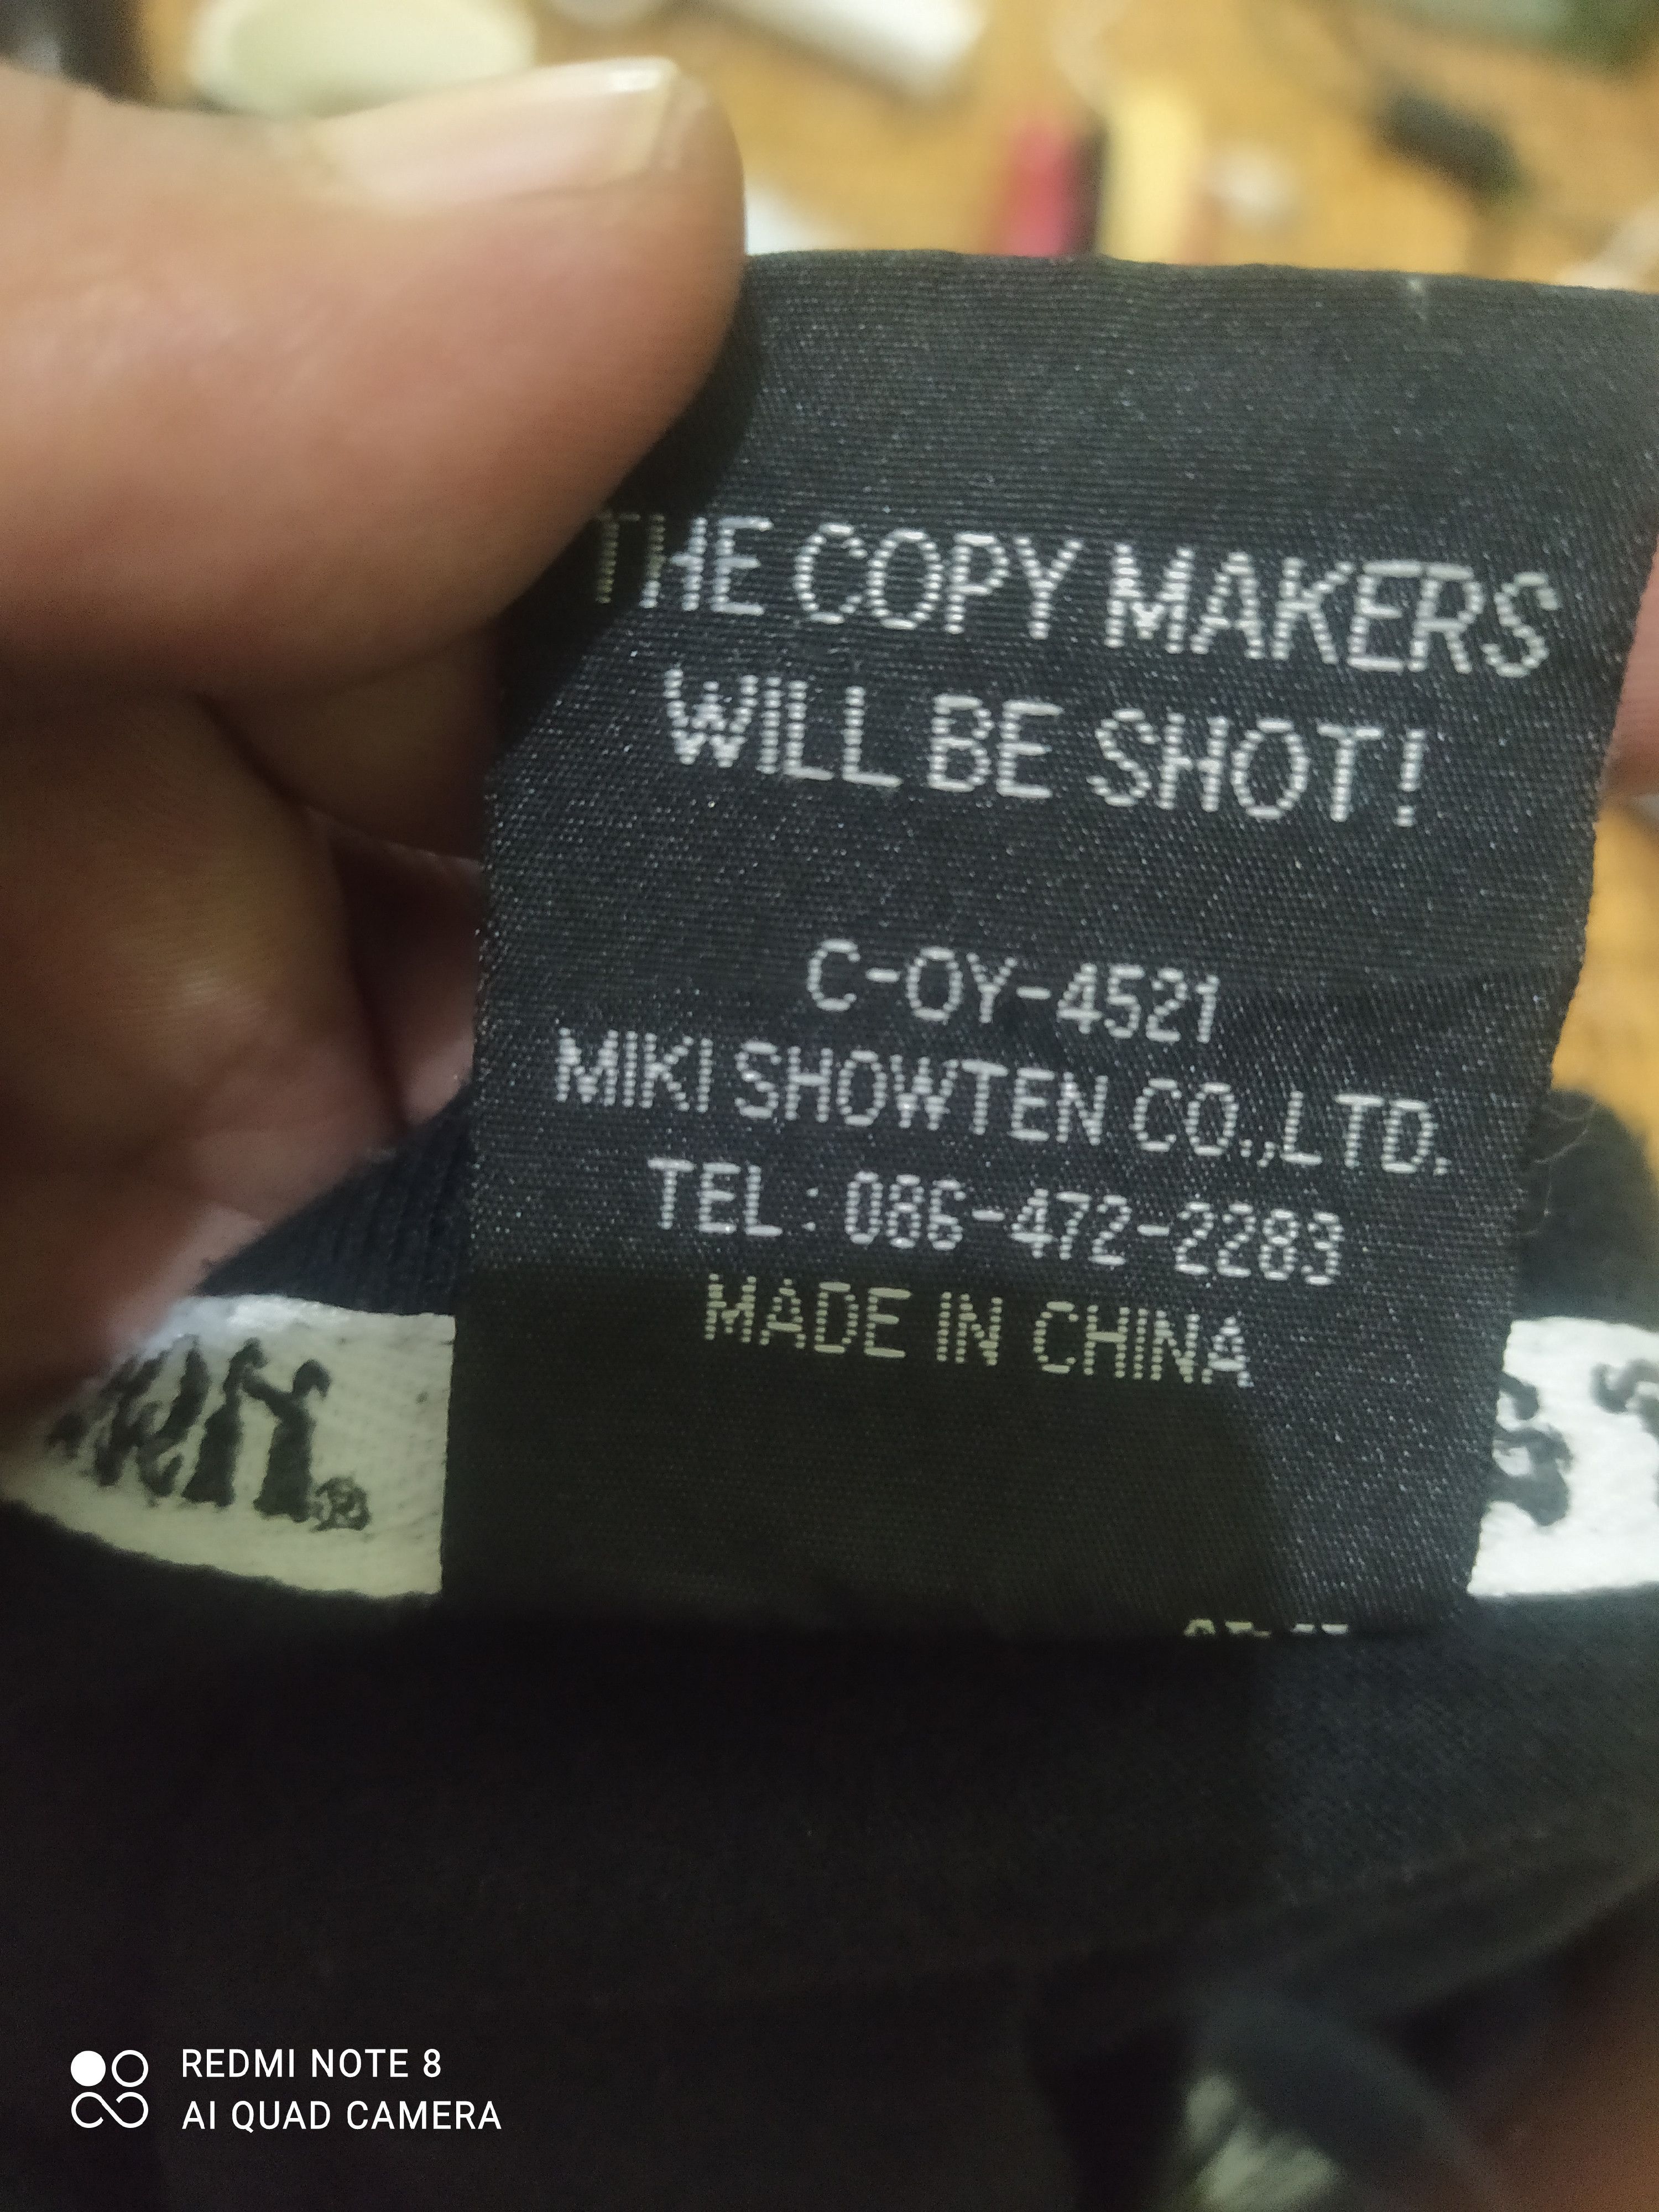 THE COPY MAKERS
WILL BE SHOT!
C-OY-4521
MIKI SHOWTEN CO.,LTD.
TEL : 086-472-2283
MADE IN CHINA
REDMI NOTE 8
AI QUAD CAMERA